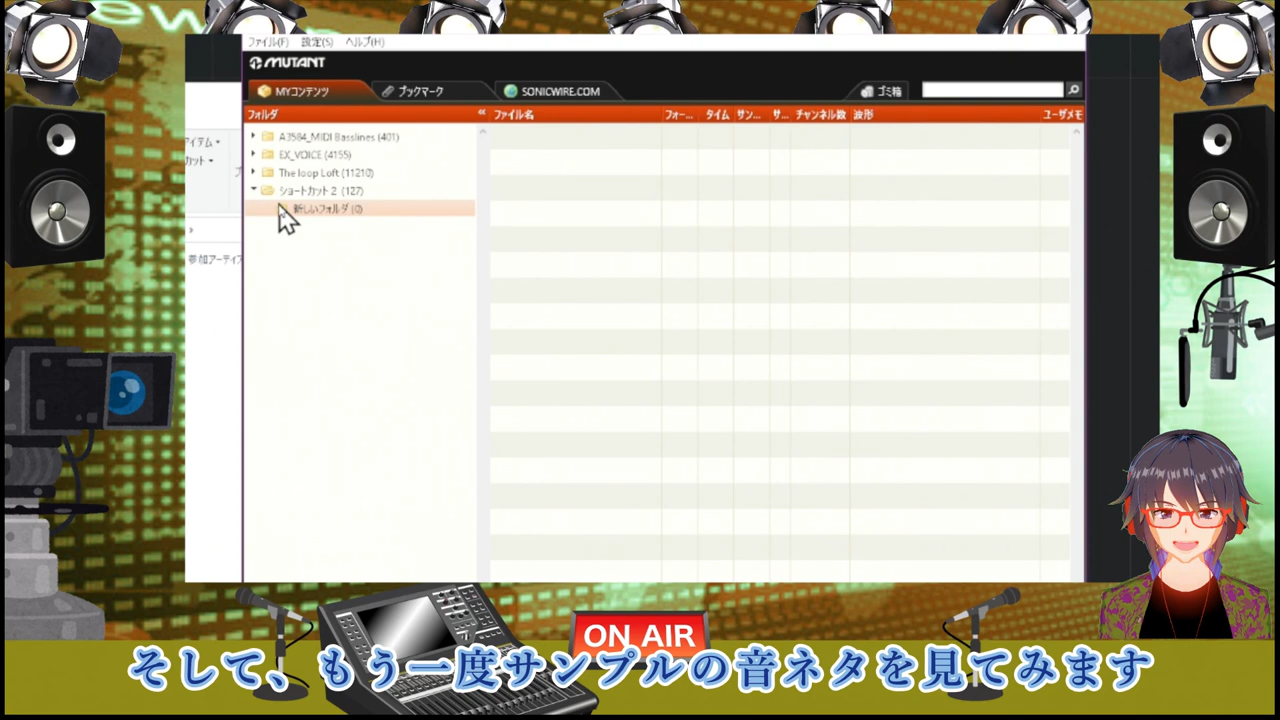 ew
ファイル(F) 設定(S) ヘルプ(H)
MUTANT
MYコンテンツ ブックマーク SONICWIRE.COM ゴミ箱
フォルダ « ファイル名 フォー... タイム サン... サ... チャンネル数 波形 ユーザメモ
A3584_MIDI Basslines (401)
EX_VOICE (4155)
The loop Loft (11210)
ショートカット 2 (127)
新しいフォルダ (0)
アイテム
カット
参加アーティス
ON AIR
そして、もう一度サンプルの音ネタを見てみます